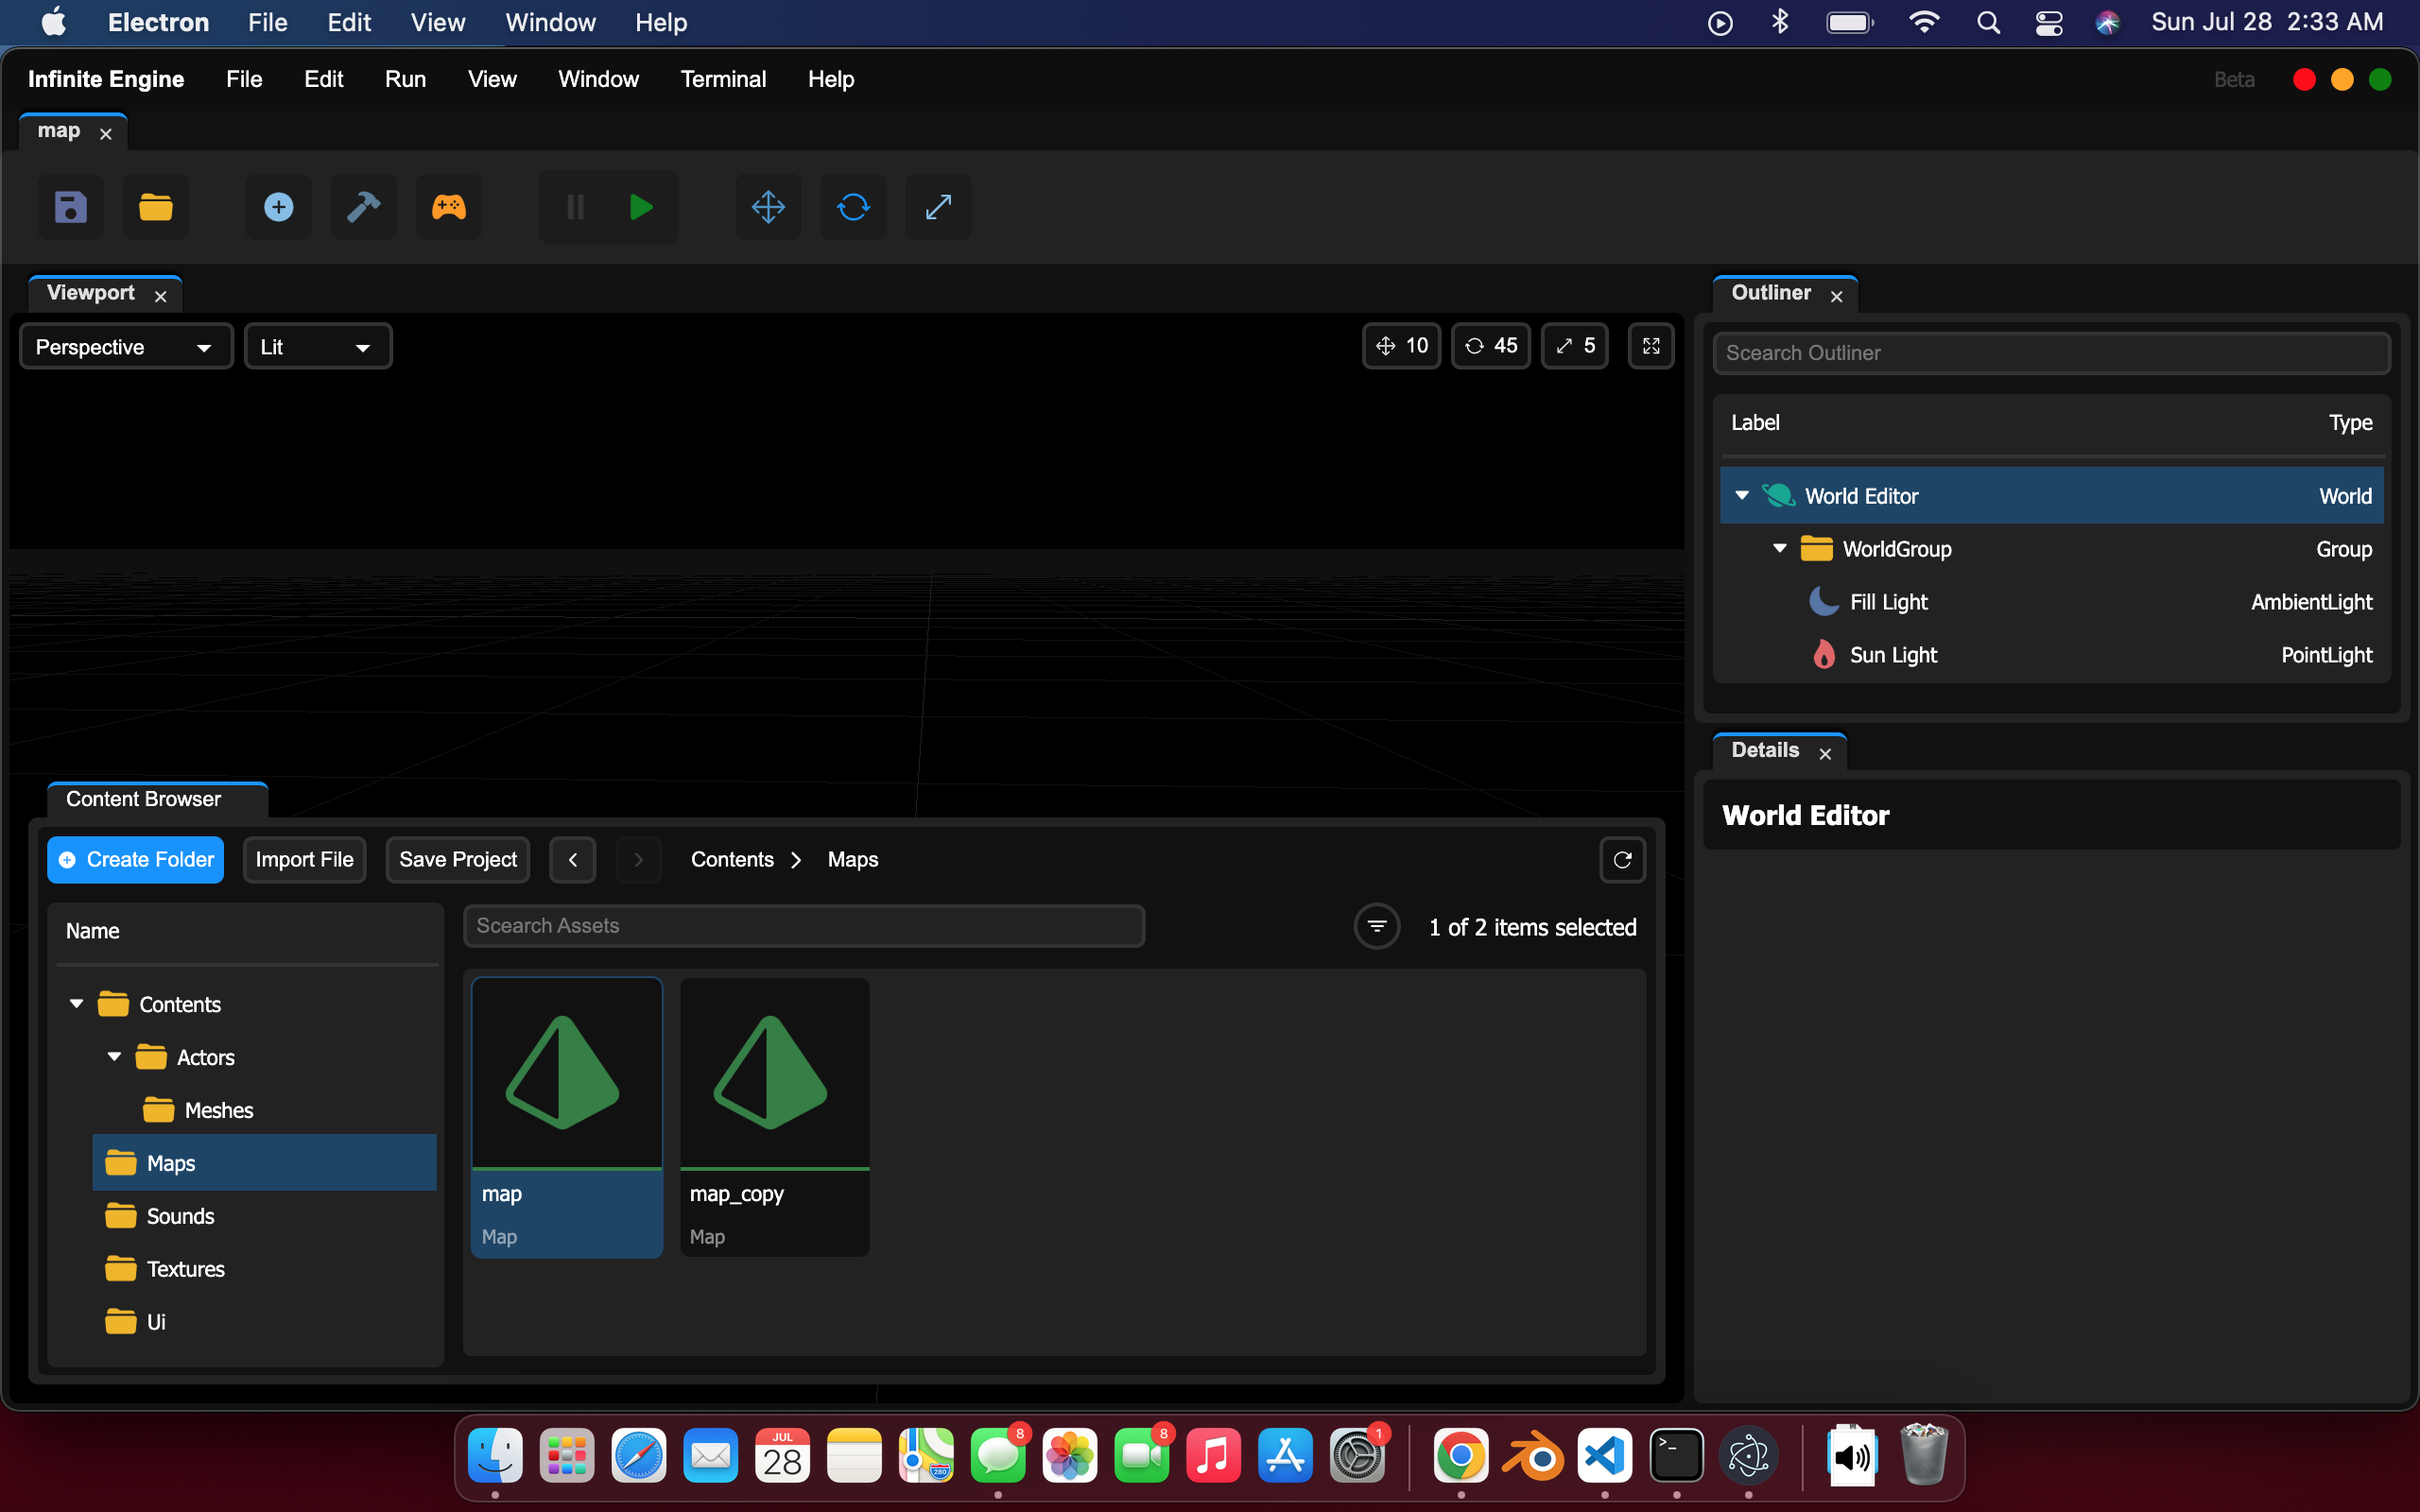 Electron File Edit View Window Help Sun Jul 28 2:33 AM
Infinite Engine File Edit Run View Window Terminal Help Beta
map
Viewport
Perspective Lit 10 45 5
Outliner
Scearch Outliner
Label Type
World Editor World
WorldGroup Group
Fill Light AmbientLight
Sun Light PointLight
Details
World Editor
Content Browser
Create Folder Import File Save Project Contents Maps
Name
Scearch Assets 1 of 2 items selected
Contents
Actors
Meshes
Maps
Sounds
Textures
Ui
map
Map
map_copy
Map
JUL
28
280
8
8
1